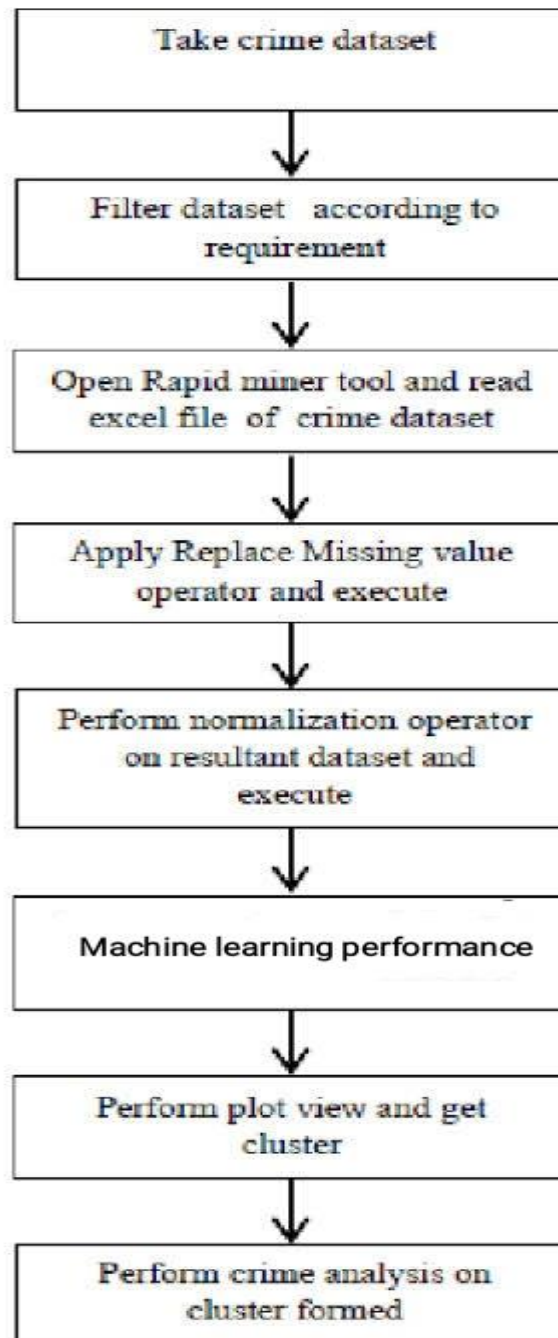 Take crime dataset
Filter dataset according to
requirement
Open Rapid miner tool and read
excel file of crime dataset
Apply Replace Missing value
operator and execute
Perform normalization operator
on resultant dataset and
execute
Machine learning performance
Perform plot view and get
cluster
Perform crime analysis on
cluster formed